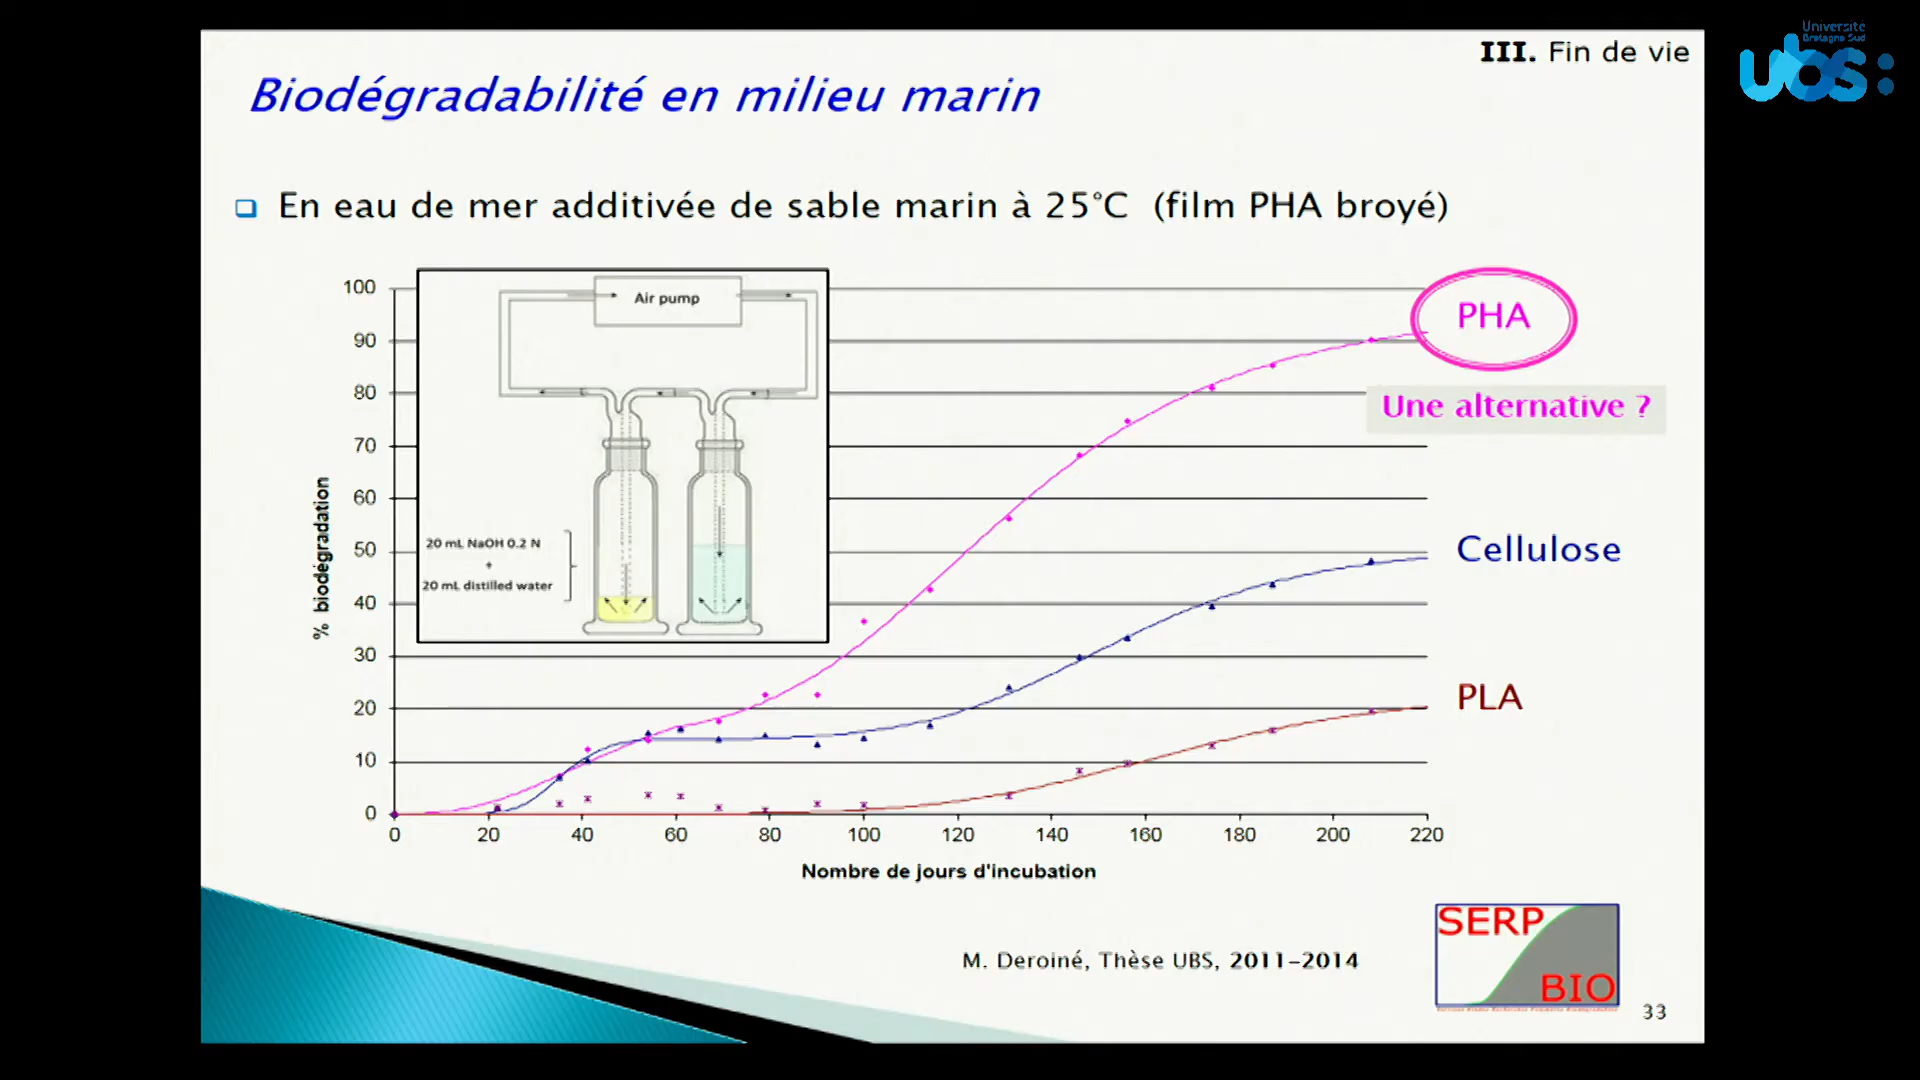 Université
Bretagne Sud
ubs:
III. Fin de vie
Biodégradabilité en milieu marin
En eau de mer additivée de sable marin à 25°C (film PHA broyé)
% biodégradation
100
90
80
70
60
50
40
30
20
10
0
Air pump
20 mL NaOH 0.2 N
+
20 mL distilled water
PHA
Une alternative ?
Cellulose
PLA
0 20 40 60 80 100 120 140 160 180 200 220
Nombre de jours d'incubation
M. Deroiné, Thèse UBS, 2011-2014
SERP
BIO
33